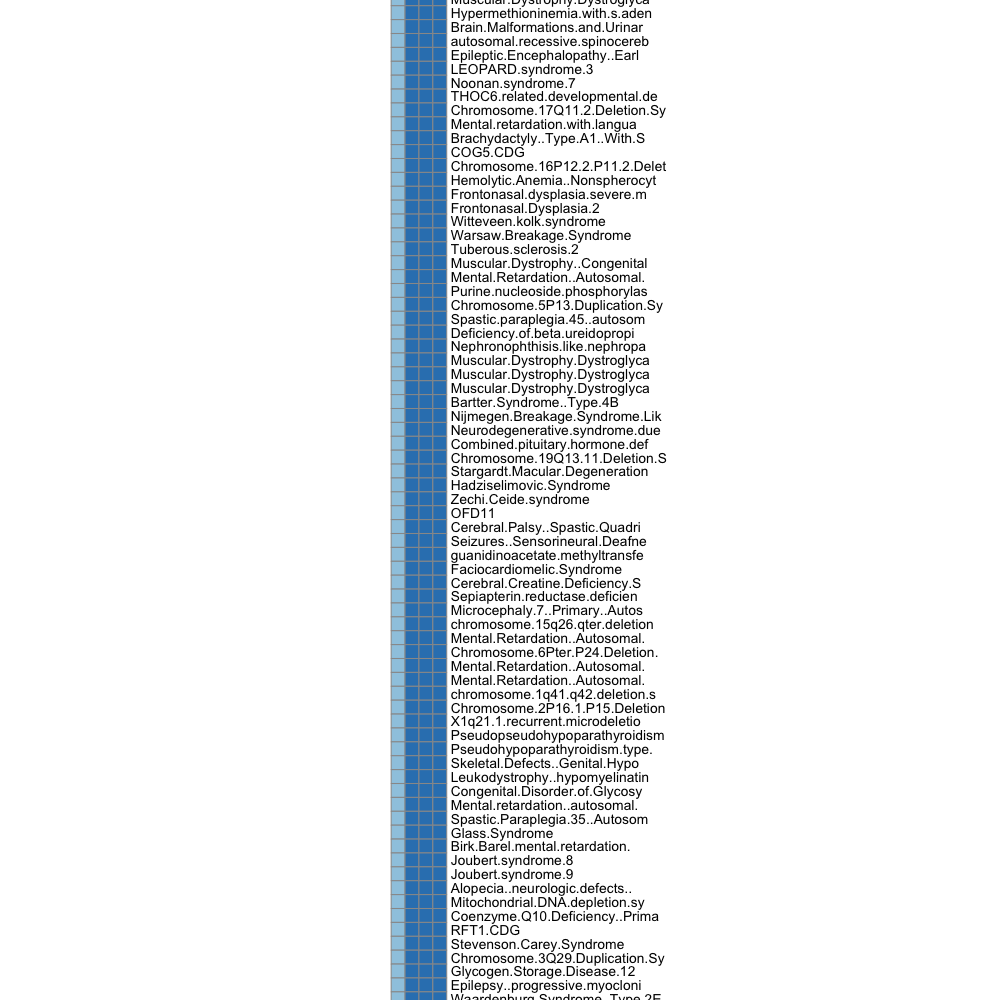 Muscular.Dystrophy.Dystroglyca
Hypermethioninemia.with.s.aden
Brain.Malformations.and.Urinar
autosomal.recessive.spinocereb
Epileptic.Encephalopathy..Earl
LEOPARD.syndrome.3
Noonan.syndrome.7
THOC6.related.developmental.de
Chromosome.17Q11.2.Deletion.Sy
Mental.retardation.with.langua
Brachydactyly..Type.A1..With.S
COG5.CDG
Chromosome.16P12.2.P11.2.Delet
Hemolytic.Anemia..Nonspherocyt
Frontonasal.dysplasia.severe.m
Frontonasal.Dysplasia.2
Witteveen.kolk.syndrome
Warsaw.Breakage.Syndrome
Tuberous.sclerosis.2
Muscular.Dystrophy..Congenital
Mental.Retardation..Autosomal.
Purine.nucleoside.phosphorylas
Chromosome.5P13.Duplication.Sy
Spastic.paraplegia.45..autosom
Deficiency.of.beta.ureidopropi
Nephronophthisis.like.nephropa
Muscular.Dystrophy.Dystroglyca
Muscular.Dystrophy.Dystroglyca
Muscular.Dystrophy.Dystroglyca
Bartter.Syndrome..Type.4B
Nijmegen.Breakage.Syndrome.Lik
Neurodegenerative.syndrome.due
Combined.pituitary.hormone.def
Chromosome.19Q13.11.Deletion.S
Stargardt.Macular.Degeneration
Hadziselimovic.Syndrome
Zechi.Ceide.syndrome
OFD11
Cerebral.Palsy..Spastic.Quadri
Seizures..Sensorineural.Deafne
guanidinoacetate.methyltransfe
Faciocardiomelic.Syndrome
Cerebral.Creatine.Deficiency.S
Sepiapterin.reductase.deficien
Microcephaly.7..Primary..Autos
chromosome.15q26.qter.deletion
Mental.Retardation..Autosomal.
Chromosome.6Pter.P24.Deletion.
Mental.Retardation..Autosomal.
Mental.Retardation..Autosomal.
chromosome.1q41.q42.deletion.s
Chromosome.2P16.1.P15.Deletion
X1q21.1.recurrent.microdeletio
Pseudopseudohypoparathyroidism
Pseudohypoparathyroidism.type.
Skeletal.Defects..Genital.Hypo
Leukodystrophy..hypomyelinatin
Congenital.Disorder.of.Glycosy
Mental.retardation..autosomal.
Spastic.Paraplegia.35..Autosom
Glass.Syndrome
Birk.Barel.mental.retardation.
Joubert.syndrome.8
Joubert.syndrome.9
Alopecia..neurologic.defects..
Mitochondrial.DNA.depletion.sy
Coenzyme.Q10.Deficiency..Prima
RFT1.CDG
Stevenson.Carey.Syndrome
Chromosome.3Q29.Duplication.Sy
Glycogen.Storage.Disease.12
Epilepsy..progressive.myocloni
Waardenburg.Syndrome..Type.2E